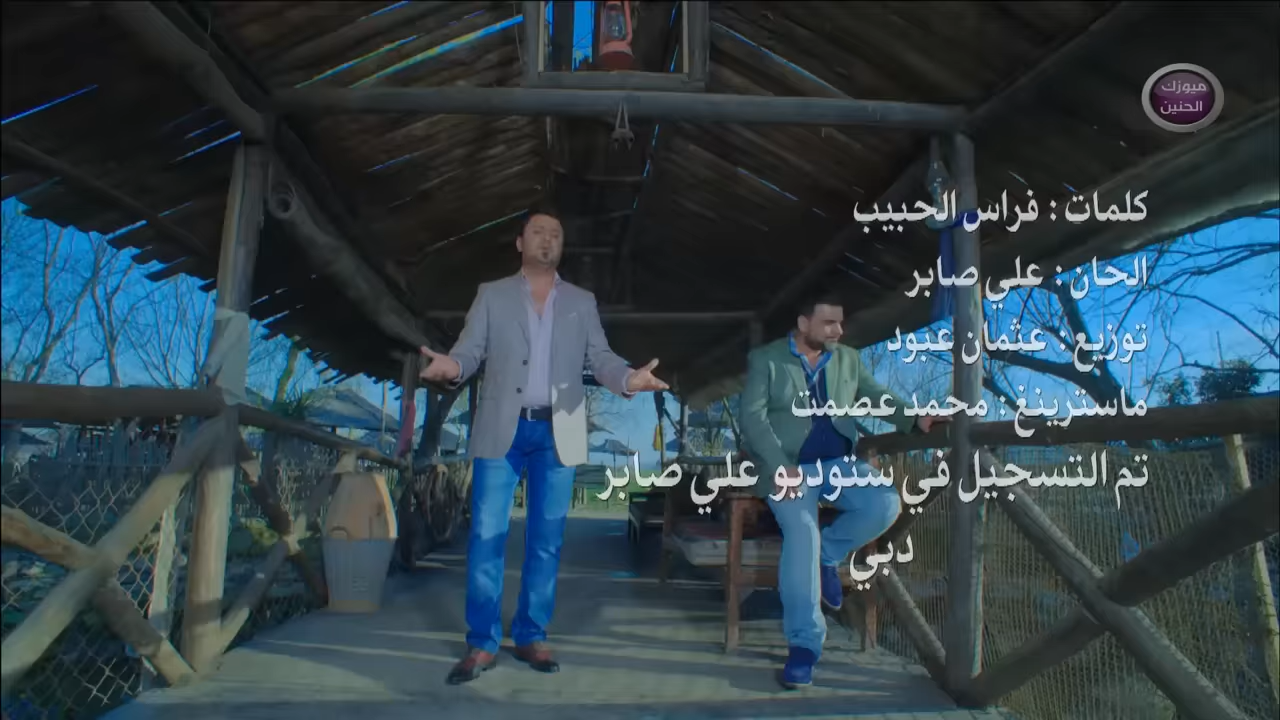 ميوزك
الحنين
كلمات : فراس الحبيب
الحان : علي صابر
توزيع : عثمان عبود
ماسترينغ : محمد عصمت
تم التسجيل في ستوديو علي صابر
دبي